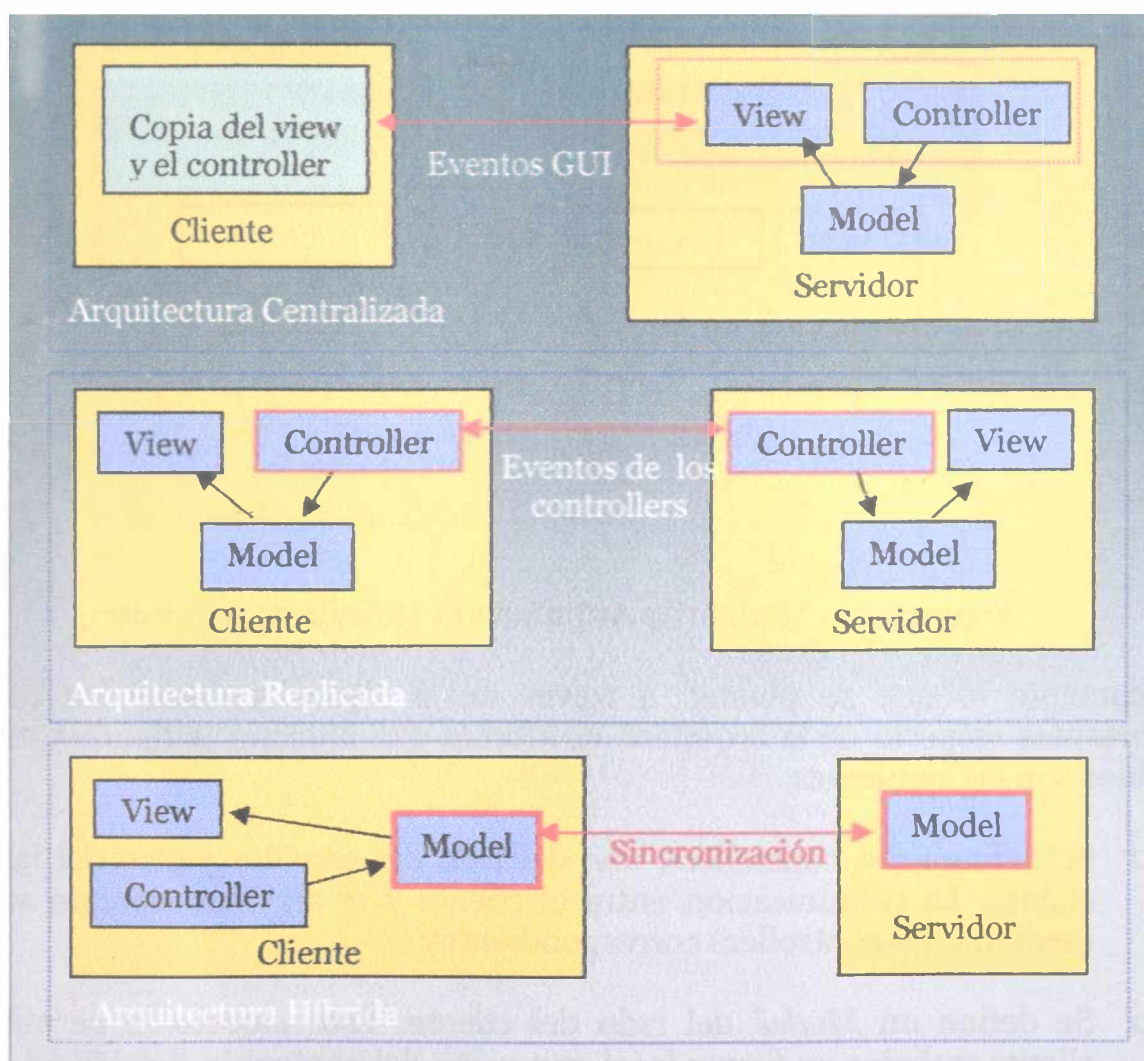 Copia del view
y el controller
Cliente
Eventos GUI
View
Controller
Model
Servidor
Arquitectura Centralizada
View
Controller
Model
Cliente
Eventos de los
controllers
Controller
View
Model
Servidor
Arquitectura Replicada
View
Controller
Model
Cliente
Sincronización
Model
Servidor
Arquitectura Híbrida